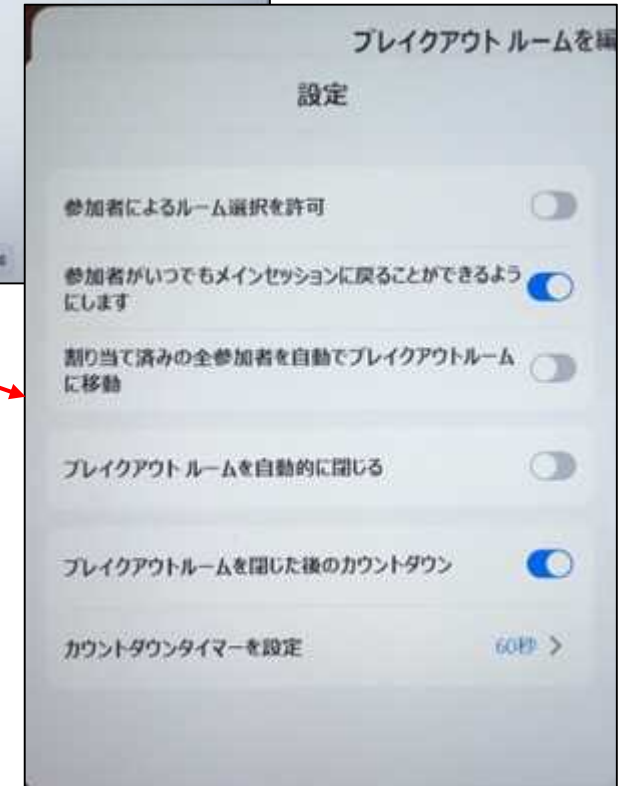 ブレイクアウト ルームを編
設定
参加者によるルーム選択を許可
参加者がいつでもメインセッションに戻ることができるよう
にします
割り当て済みの全参加者を自動でブレイクアウトルーム
に移動
ブレイクアウト ルームを自動的に閉じる
ブレイクアウトルームを閉じた後のカウントダウン
カウントダウンタイマーを設定
60秒 >